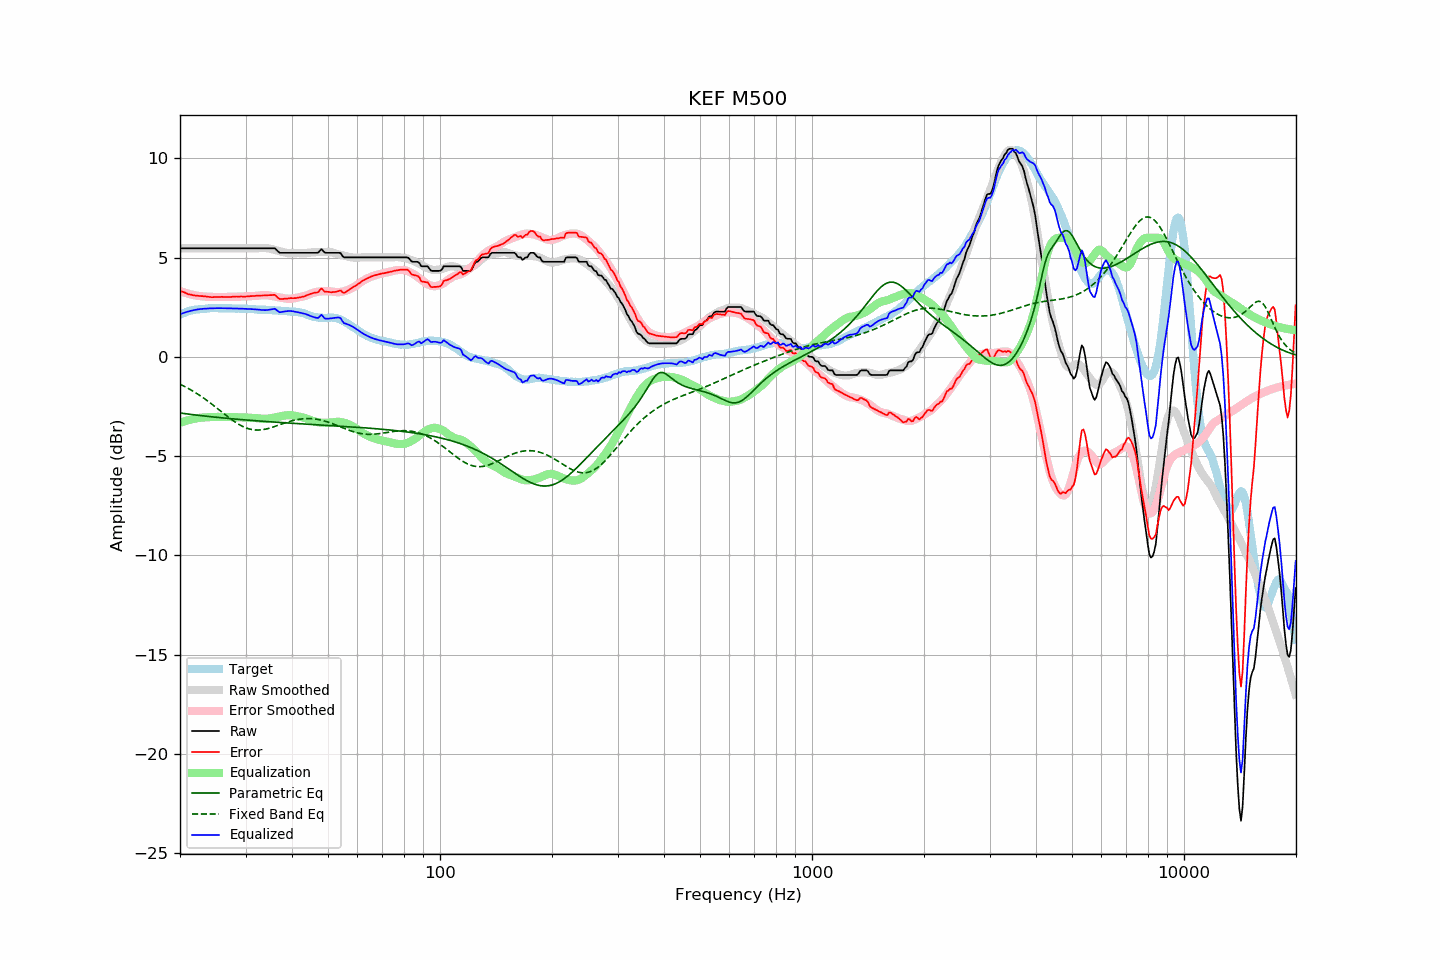 KEF M500
10
5
0
−5
−10
−15
−20
−25
Amplitude (dBr)
Target
Raw Smoothed
Error Smoothed
Raw
Error
Equalization
Parametric Eq
Fixed Band Eq
Equalized
100
1000
10000
Frequency (Hz)